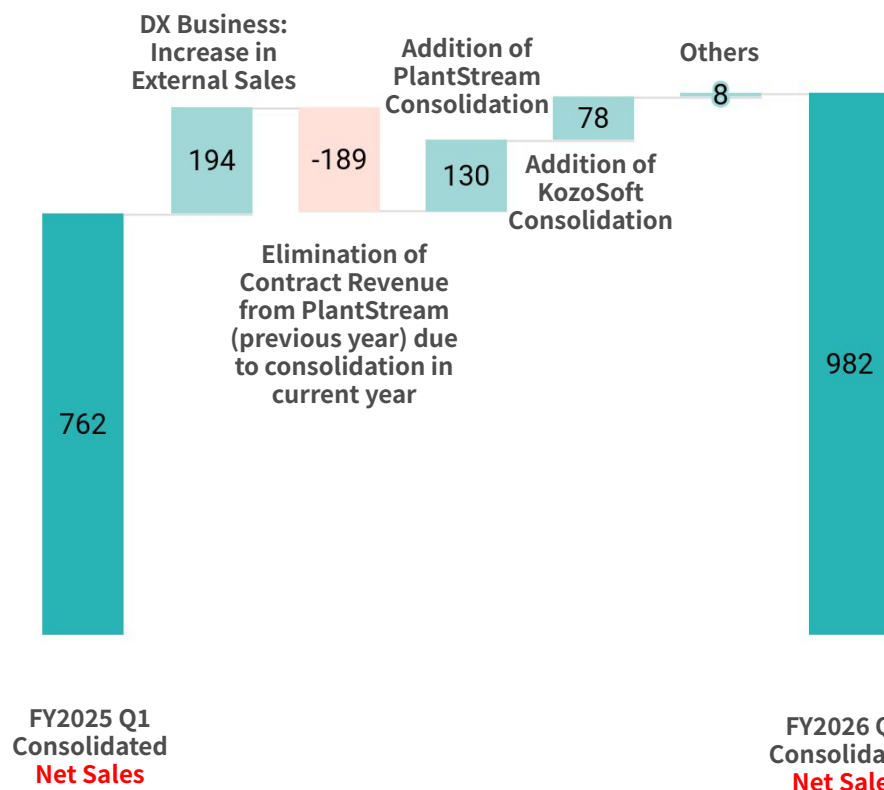 DX Business:
Increase in
External Sales
Addition of
PlantStream
Consolidation
Others
8
78
194
-189
130
Addition of
KozoSoft
Consolidation
Elimination of
Contract Revenue
from PlantStream
(previous year) due
to consolidation in
current year
762
982
FY2025 Q1
Consolidated
Net Sales
FY2026